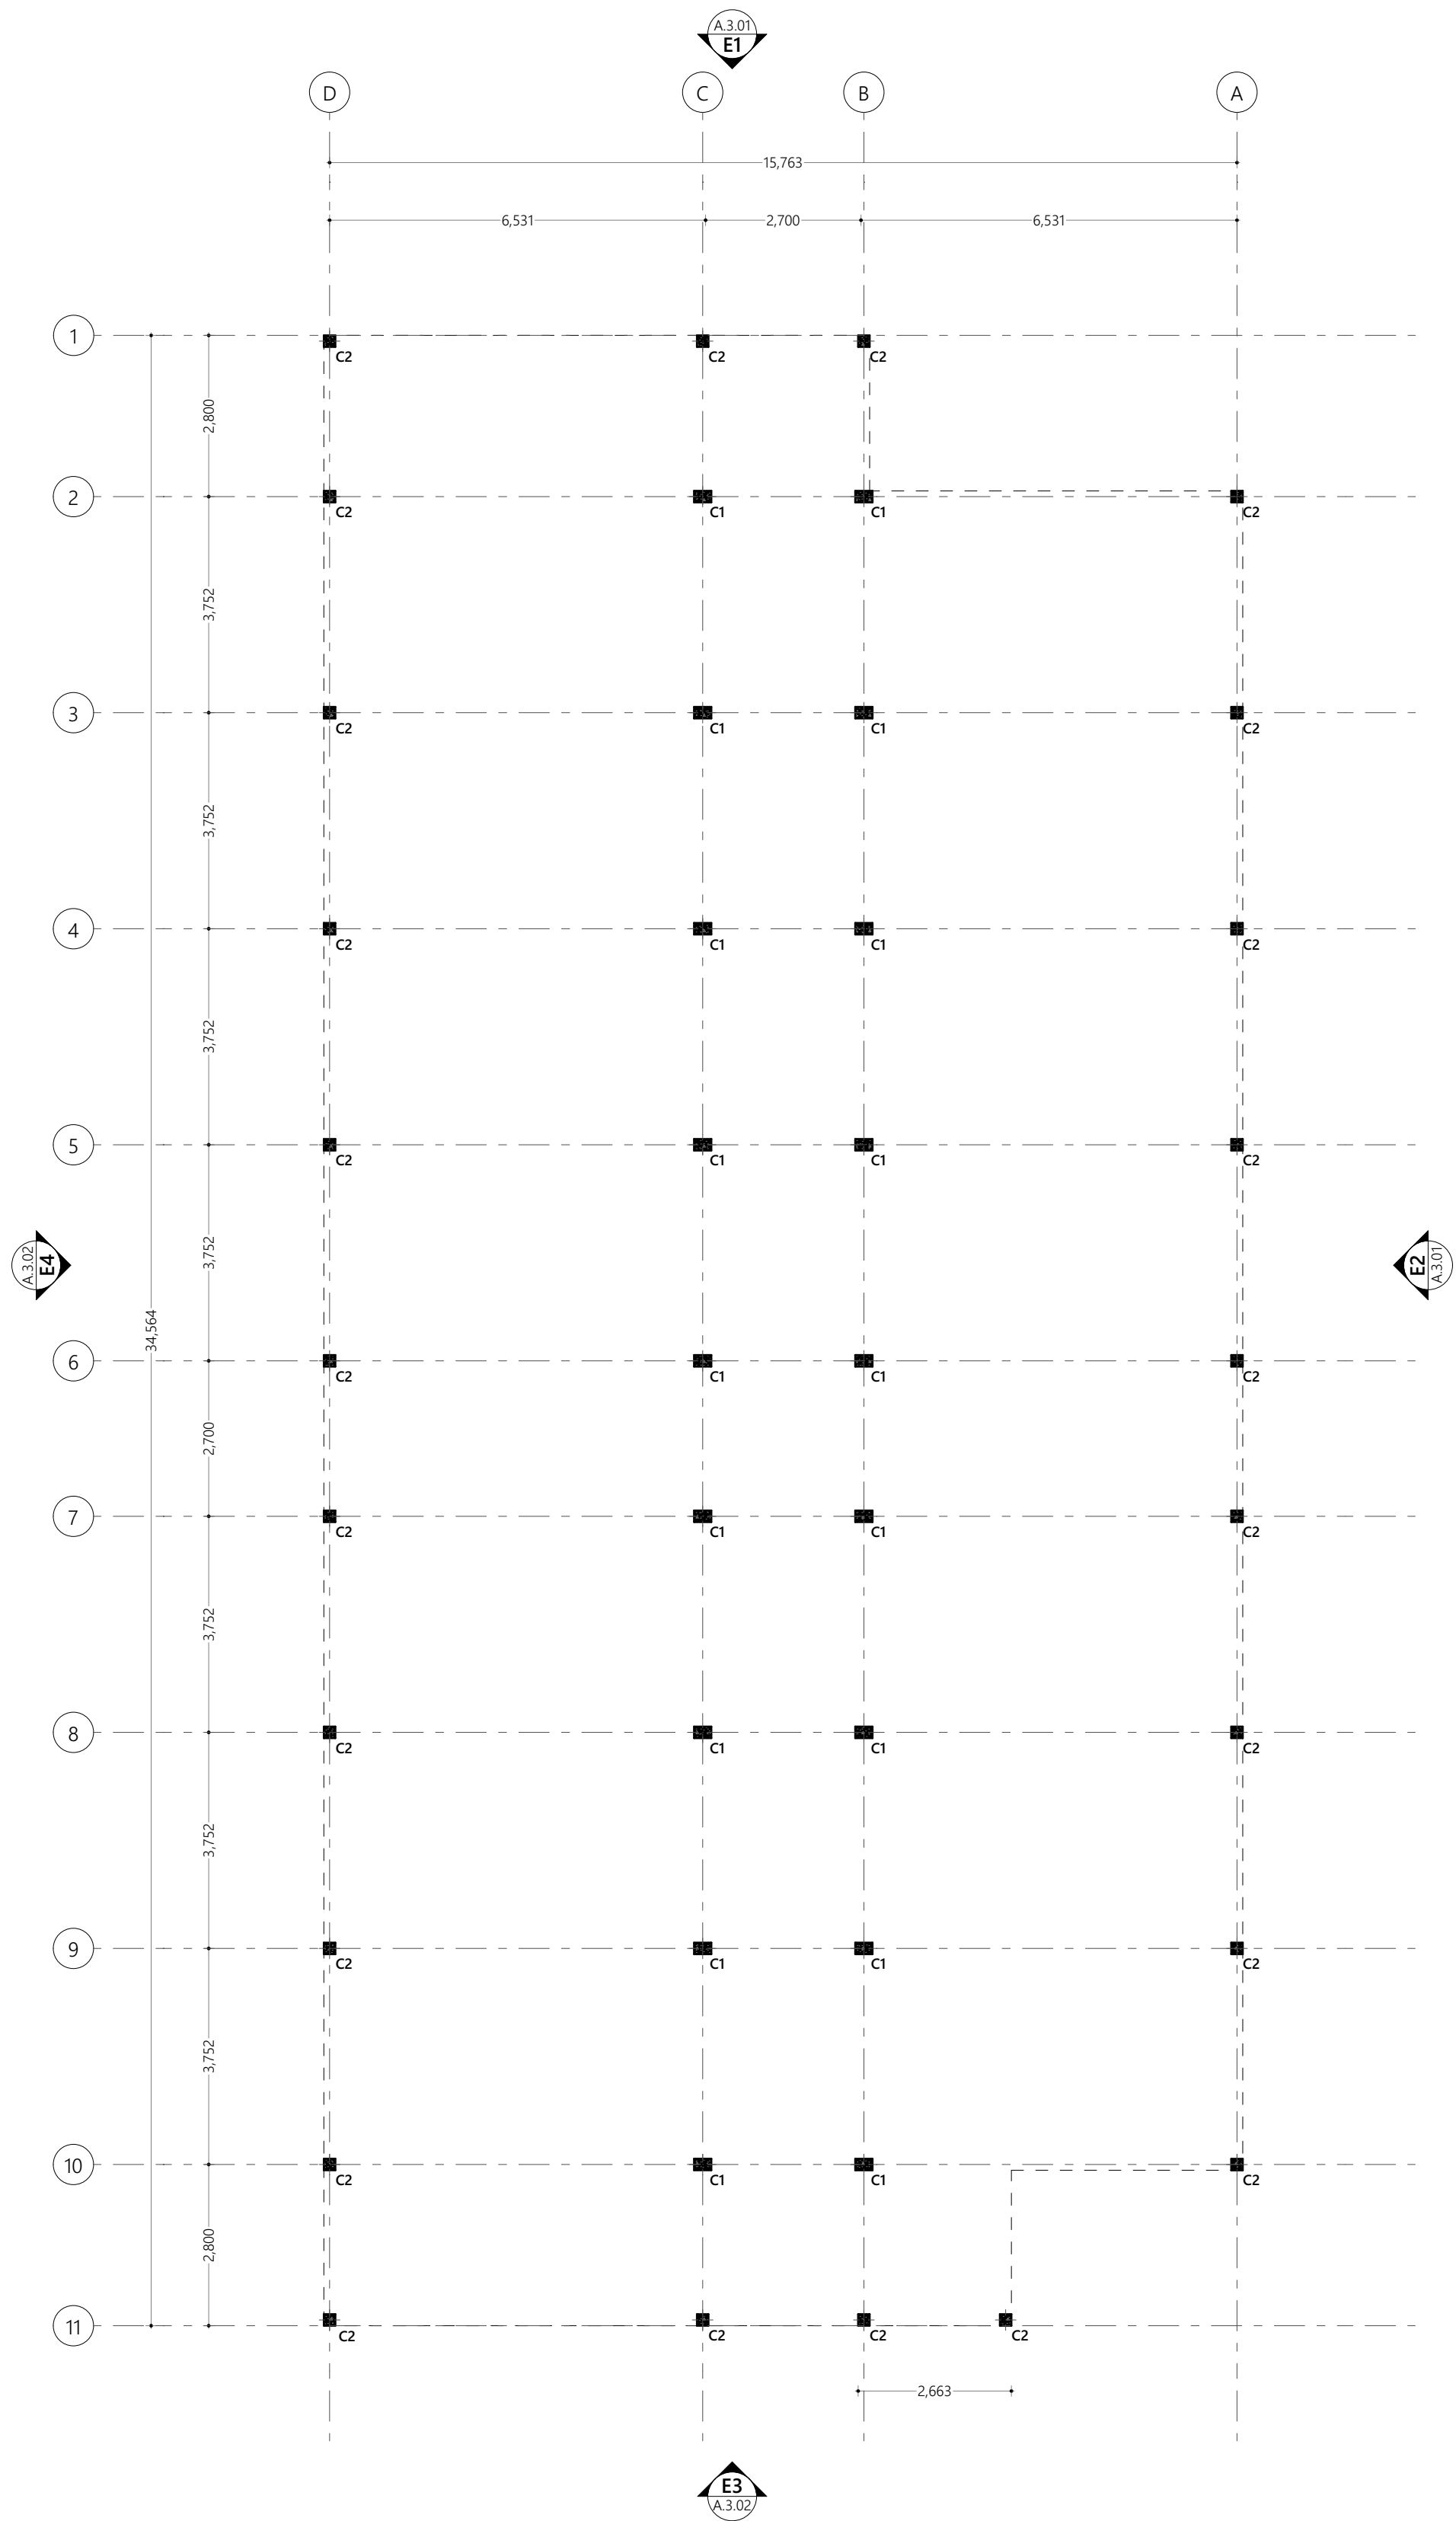 A.3.01
E1
D C B A
15,763
6,531 2,700 6,531
1
C2 C2 C2
2,800
2
C2 C1 C1 C2
3,752
3
C2 C1 C1 C2
3,752
4
C2 C1 C1 C2
3,752
5
C2 C1 C1 C2
3,752
A.3.02
E4
E2
A.3.01
34,564
6
C2 C1 C1 C2
2,700
7
C2 C1 C1 C2
3,752
8
C2 C1 C1 C2
3,752
9
C2 C1 C1 C2
3,752
10
C2 C1 C1 C2
2,800
11
C2 C2 C2 C2
2,663
E3
A.3.02